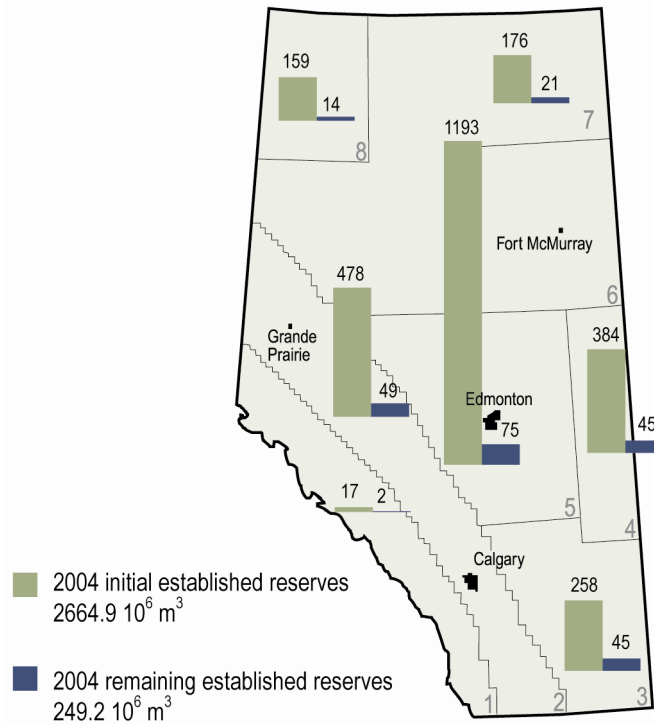 176
159
21
14
7
1193
8
Fort McMurray
478
6
Grande
Prairie
384
49
Edmonton
75
45
17 2
5
4
Calgary
2004 initial established reserves
2664.9 10⁶ m³
258
45
2004 remaining established reserves
249.2 10⁶ m³
1
2
3